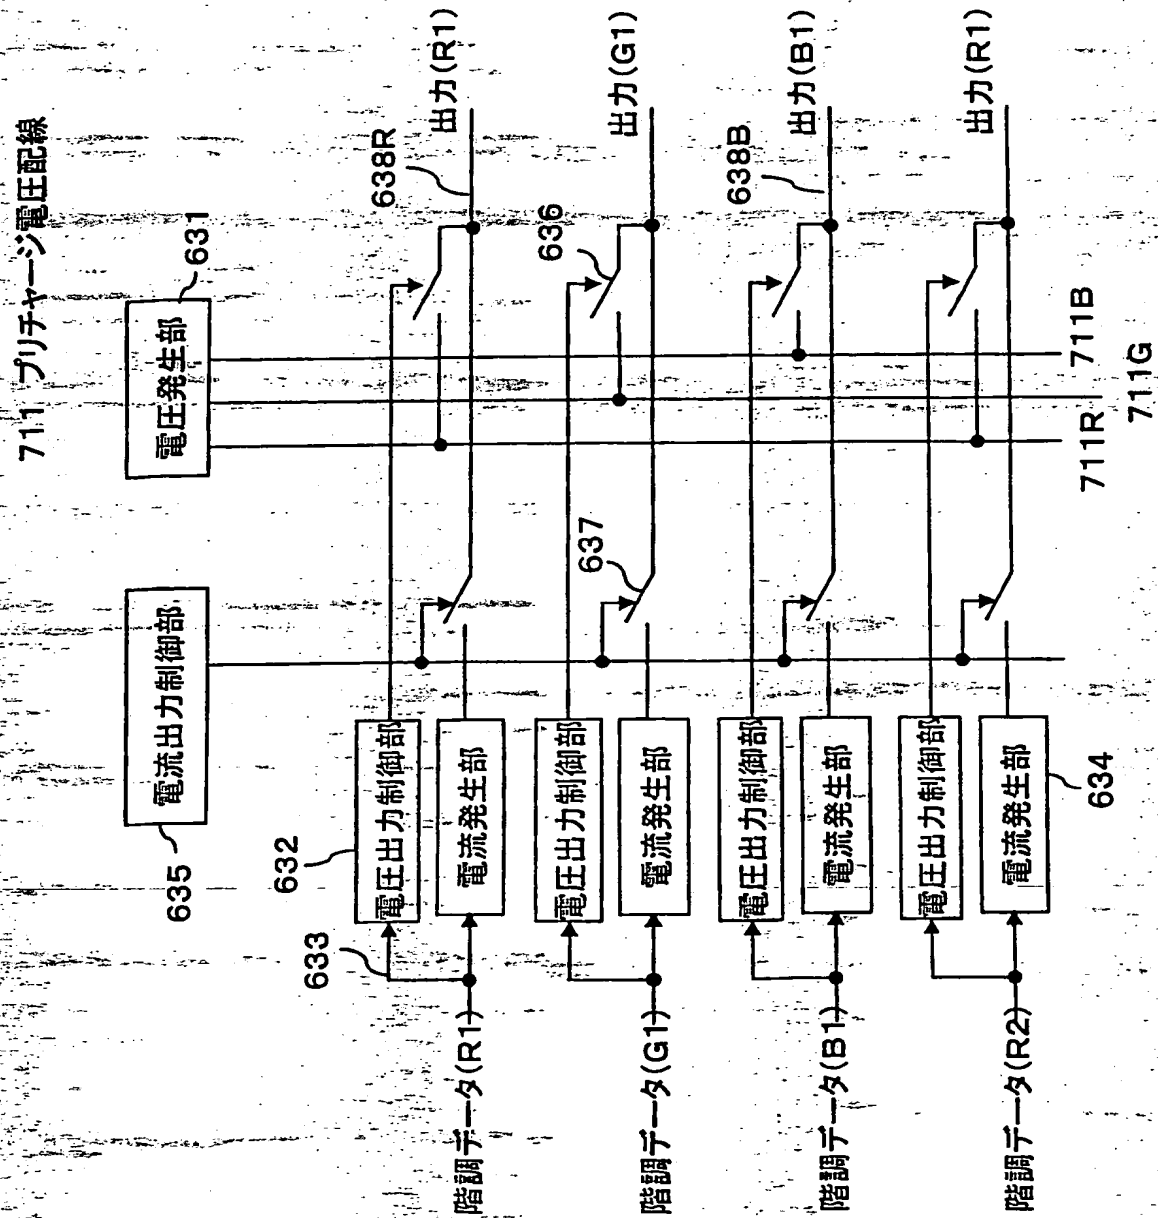 711 プリチャージ電圧配線
電圧発生部
631
電流出力制御部
635
632
電圧出力制御部
633
電流発生部
階調データ(R1)
638R
出力(R1)
電圧出力制御部
電流発生部
階調データ(G1)
637
636
出力(G1)
電圧出力制御部
電流発生部
階調データ(B1)
638B
出力(B1)
電圧出力制御部
電流発生部
634
階調データ(R2)
出力(R1)
711R
711B
711G